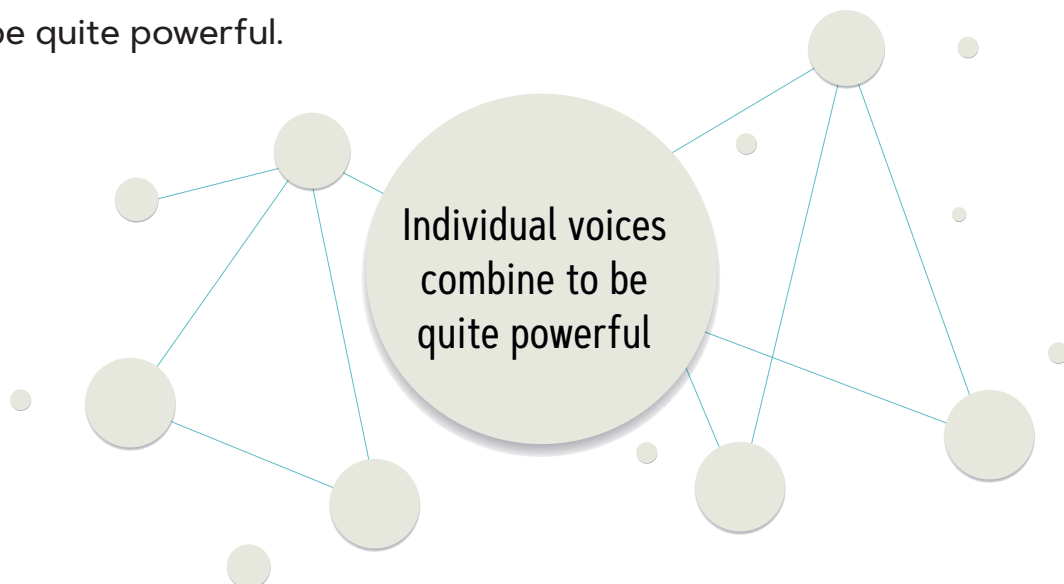 be quite powerful.
Individual voices
combine to be
quite powerful